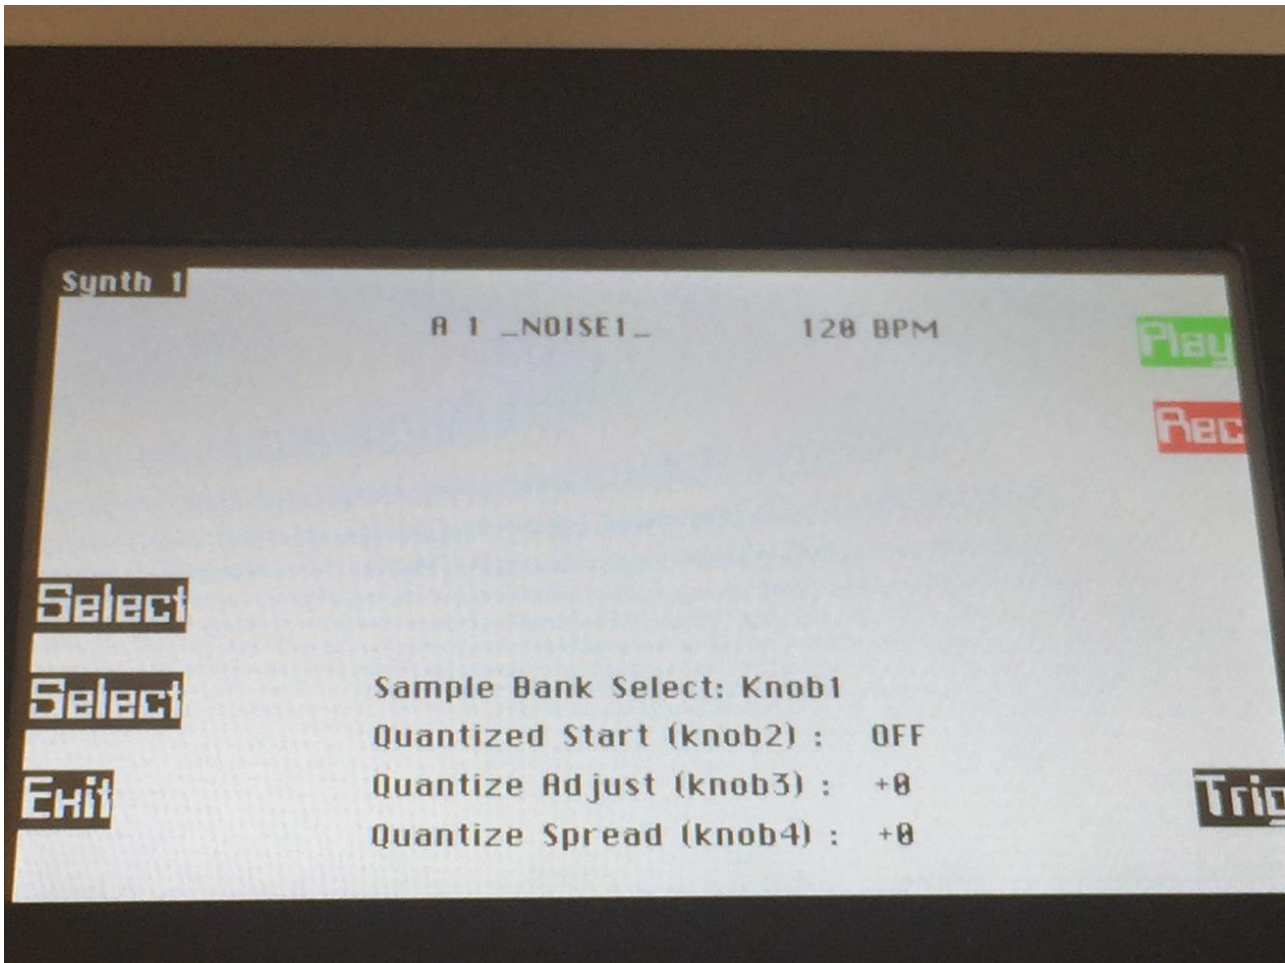 Synth 1
A 1 _NOISE1_ 120 BPM
Play
Rec
Select
Select
Sample Bank Select: Knob1
Quantized Start (knob2) : OFF
Exit
Quantize Adjust (knob3) : +0
Trig
Quantize Spread (knob4) : +0